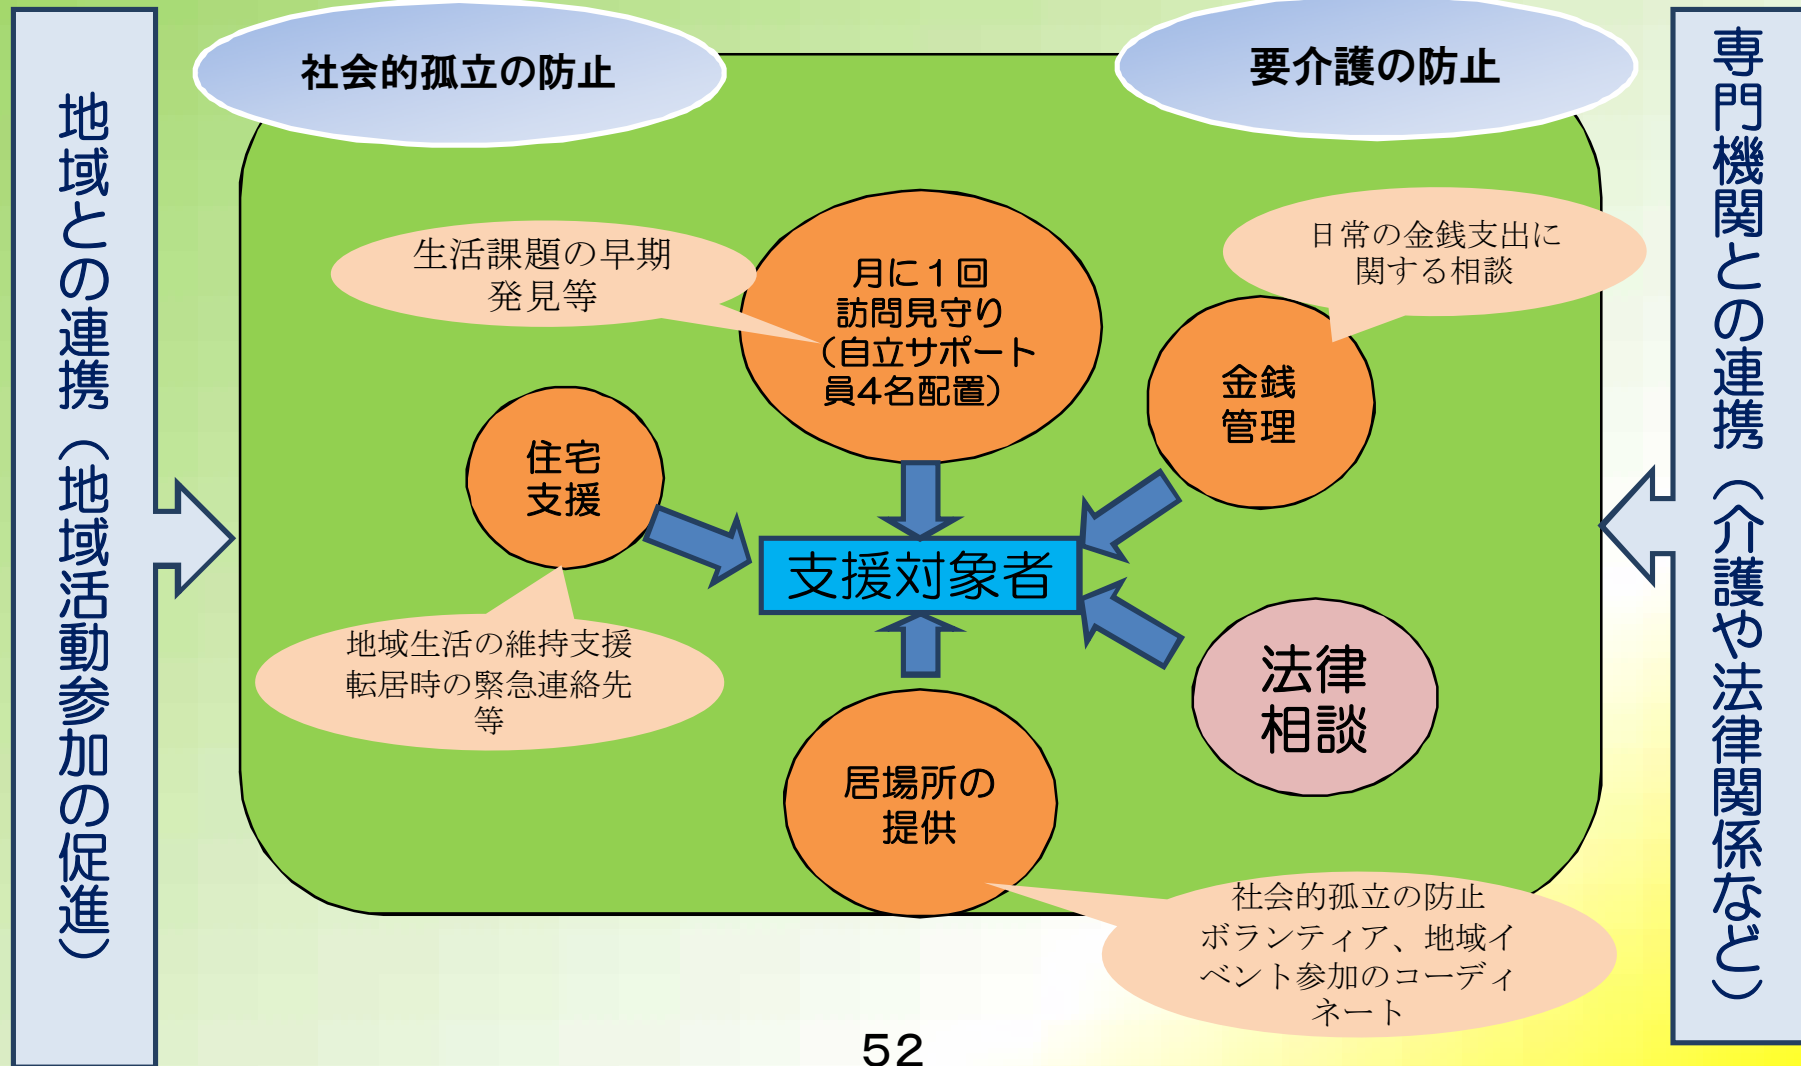 社会的孤立の防止
要介護の防止
地域との連携（地域活動参加の促進）
専門機関との連携（介護や法律関係など）
生活課題の早期
発見等
月に１回
訪問見守り
（自立サポート
員4名配置）
日常の金銭支出に
関する相談
金銭
管理
住宅
支援
支援対象者
地域生活の維持支援
転居時の緊急連絡先
等
法律
相談
居場所の
提供
社会的孤立の防止
ボランティア、地域イ
ベント参加のコーディ
ネート
52